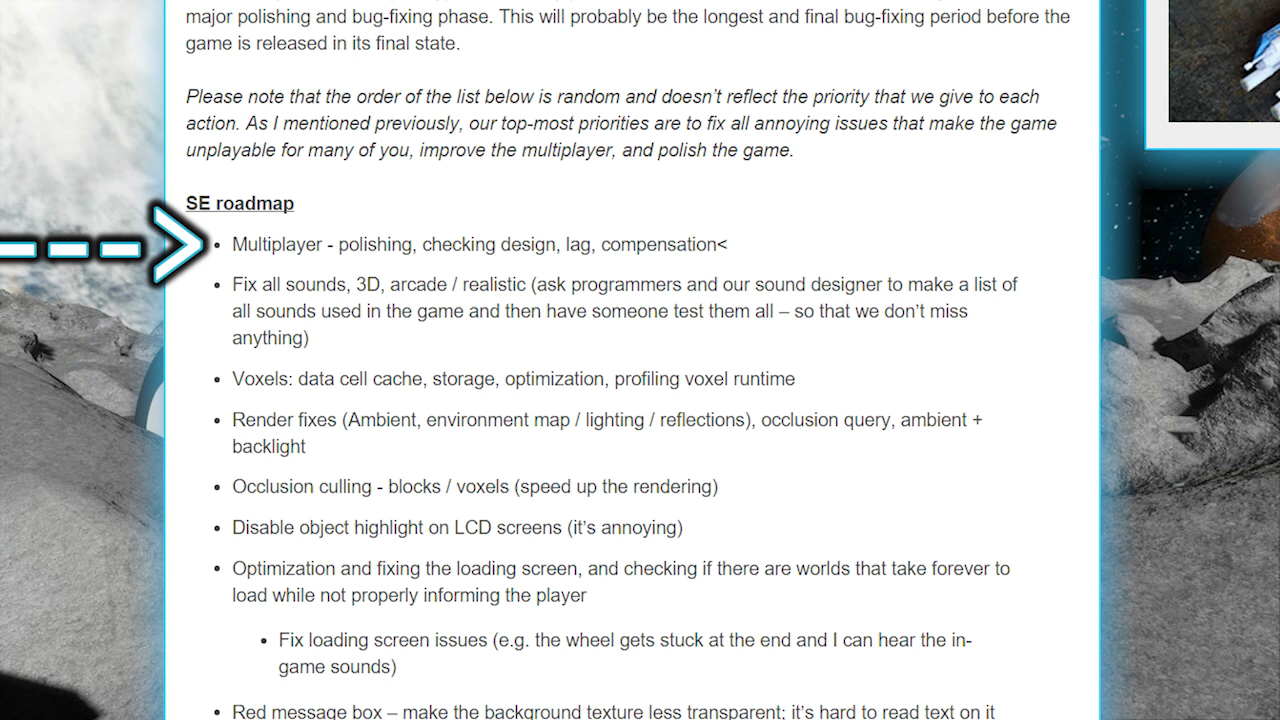 major polishing and bug-fixing phase. This will probably be the longest and final bug-fixing period before the
game is released in its final state.
Please note that the order of the list below is random and doesn’t reflect the priority that we give to each
action. As I mentioned previously, our top-most priorities are to fix all annoying issues that make the game
unplayable for many of you, improve the multiplayer, and polish the game.
SE roadmap
• Multiplayer - polishing, checking design, lag, compensation<
• Fix all sounds, 3D, arcade / realistic (ask programmers and our sound designer to make a list of
all sounds used in the game and then have someone test them all – so that we don’t miss
anything)
• Voxels: data cell cache, storage, optimization, profiling voxel runtime
• Render fixes (Ambient, environment map / lighting / reflections), occlusion query, ambient +
backlight
• Occlusion culling - blocks / voxels (speed up the rendering)
• Disable object highlight on LCD screens (it’s annoying)
• Optimization and fixing the loading screen, and checking if there are worlds that take forever to
load while not properly informing the player
• Fix loading screen issues (e.g. the wheel gets stuck at the end and I can hear the in-
game sounds)
• Red message box – make the background texture less transparent; it’s hard to read text on it